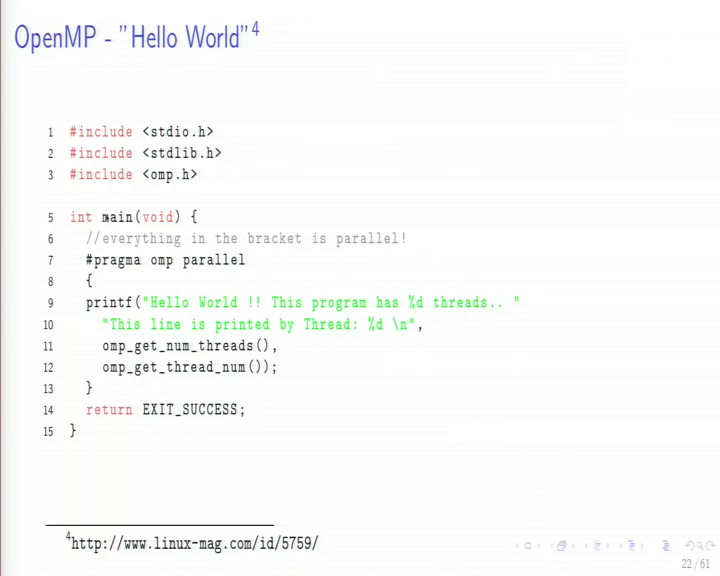 OpenMP - "Hello World"4
1 #include <stdio.h>
2 #include <stdlib.h>
3 #include <omp.h>
5 int main(void) {
6 //everything in the bracket is parallel!
7 #pragma omp parallel
8 {
9 printf("Hello World !! This program has %d threads.. "
10 "This line is printed by Thread: %d \n",
11 omp_get_num_threads(),
12 omp_get_thread_num());
13 }
14 return EXIT_SUCCESS;
15 }
4http://www.linux-mag.com/id/5759/
22/61